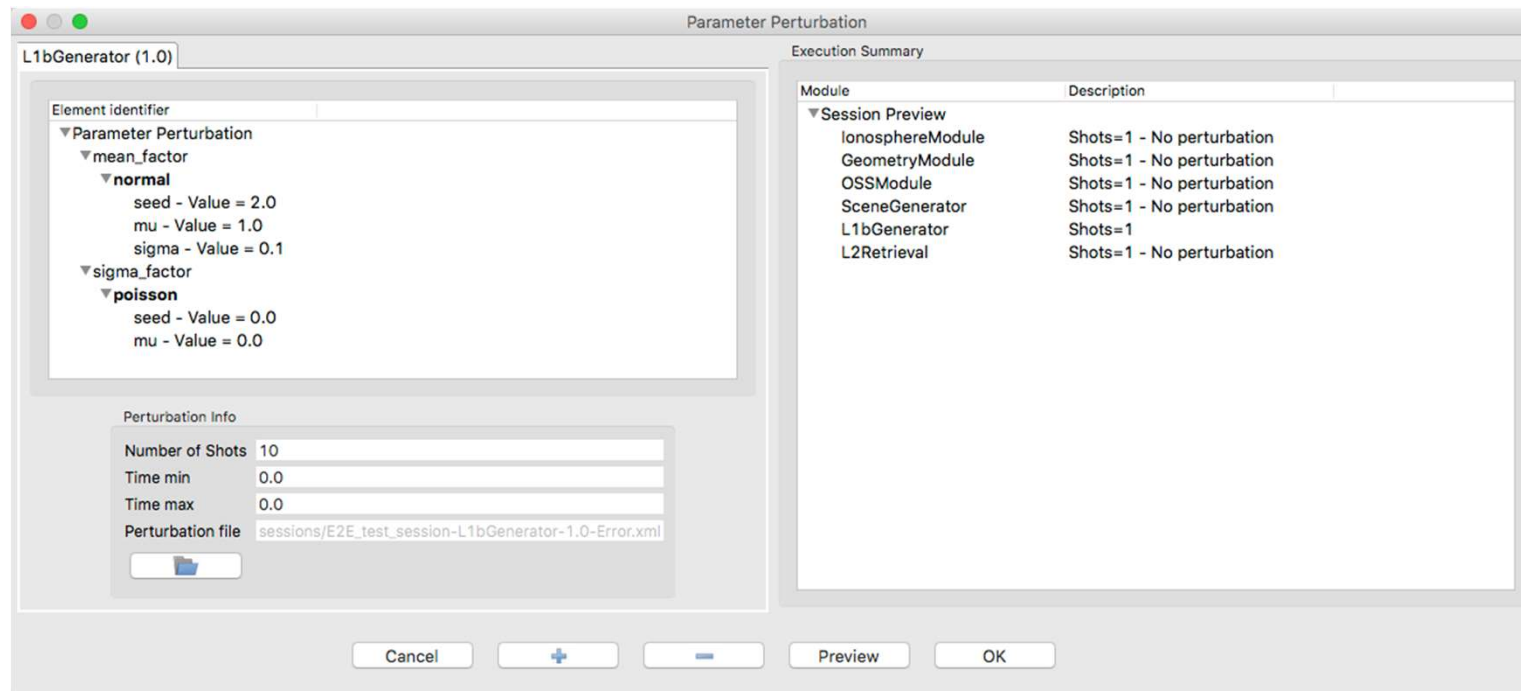 Parameter Perturbation
L1bGenerator (1.0)
Element identifier
Parameter Perturbation
mean_factor
normal
seed - Value = 2.0
mu - Value = 1.0
sigma - Value = 0.1
sigma_factor
poisson
seed - Value = 0.0
mu - Value = 0.0
Perturbation Info
Number of Shots 10
Time min 0.0
Time max 0.0
Perturbation file sessions/E2E_test_session-L1bGenerator-1.0-Error.xml
Execution Summary
Module Description
Session Preview
IonosphereModule Shots=1 - No perturbation
GeometryModule Shots=1 - No perturbation
OSSModule Shots=1 - No perturbation
SceneGenerator Shots=1 - No perturbation
L1bGenerator Shots=1
L2Retrieval Shots=1 - No perturbation
Cancel Preview OK